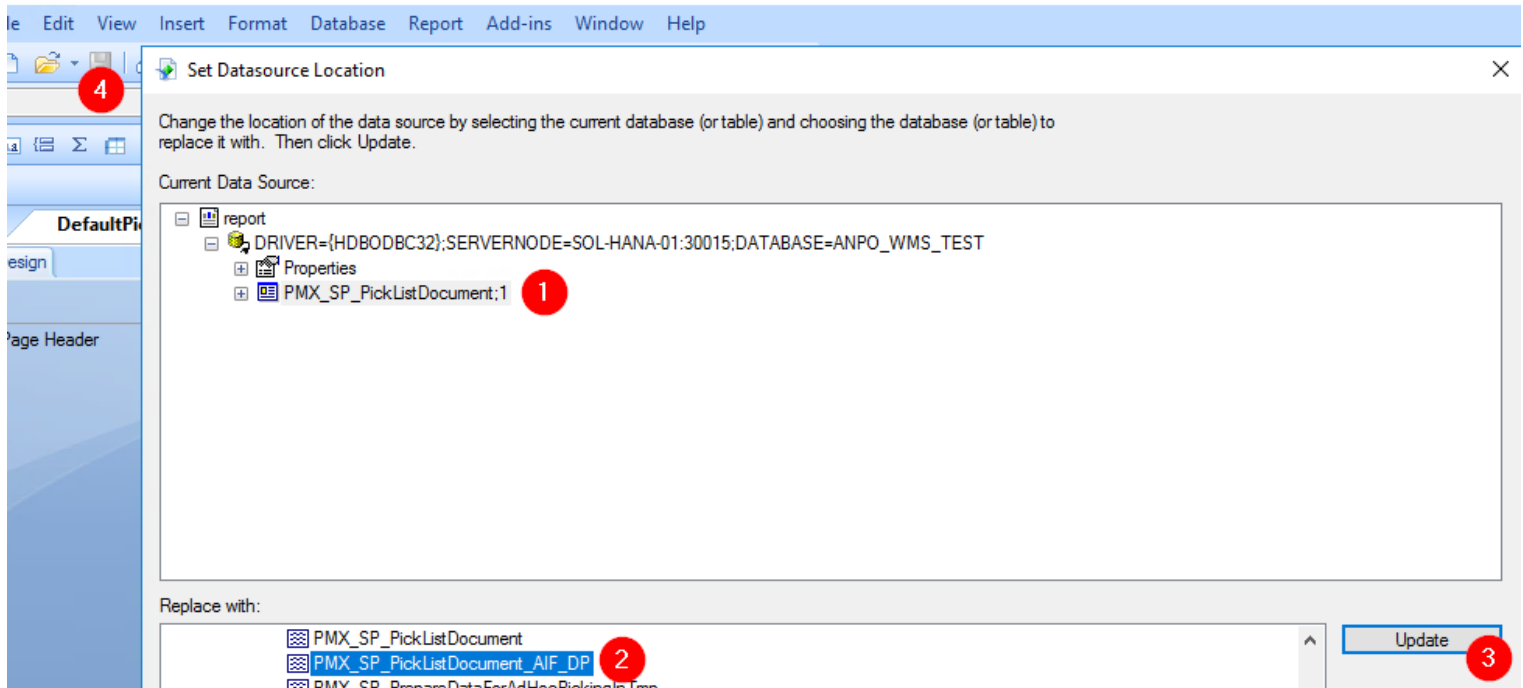 le Edit View Insert Format Database Report Add-ins Window Help
4
Set Datasource Location
Change the location of the data source by selecting the current database (or table) and choosing the database (or table) to
replace it with. Then click Update.
Current Data Source:
DefaultPi
report
DRIVER={HDBODBC32};SERVERNODE=SOL-HANA-01:30015;DATABASE=ANPO_WMS_TEST
esign
Properties
PMX_SP_PickListDocument;1
1
Page Header
Replace with:
PMX_SP_PickListDocument
Update
PMX_SP_PickListDocument_AIF_DP
2
3
PMX_SP_PrepareDataForAdHocPickingInTmp